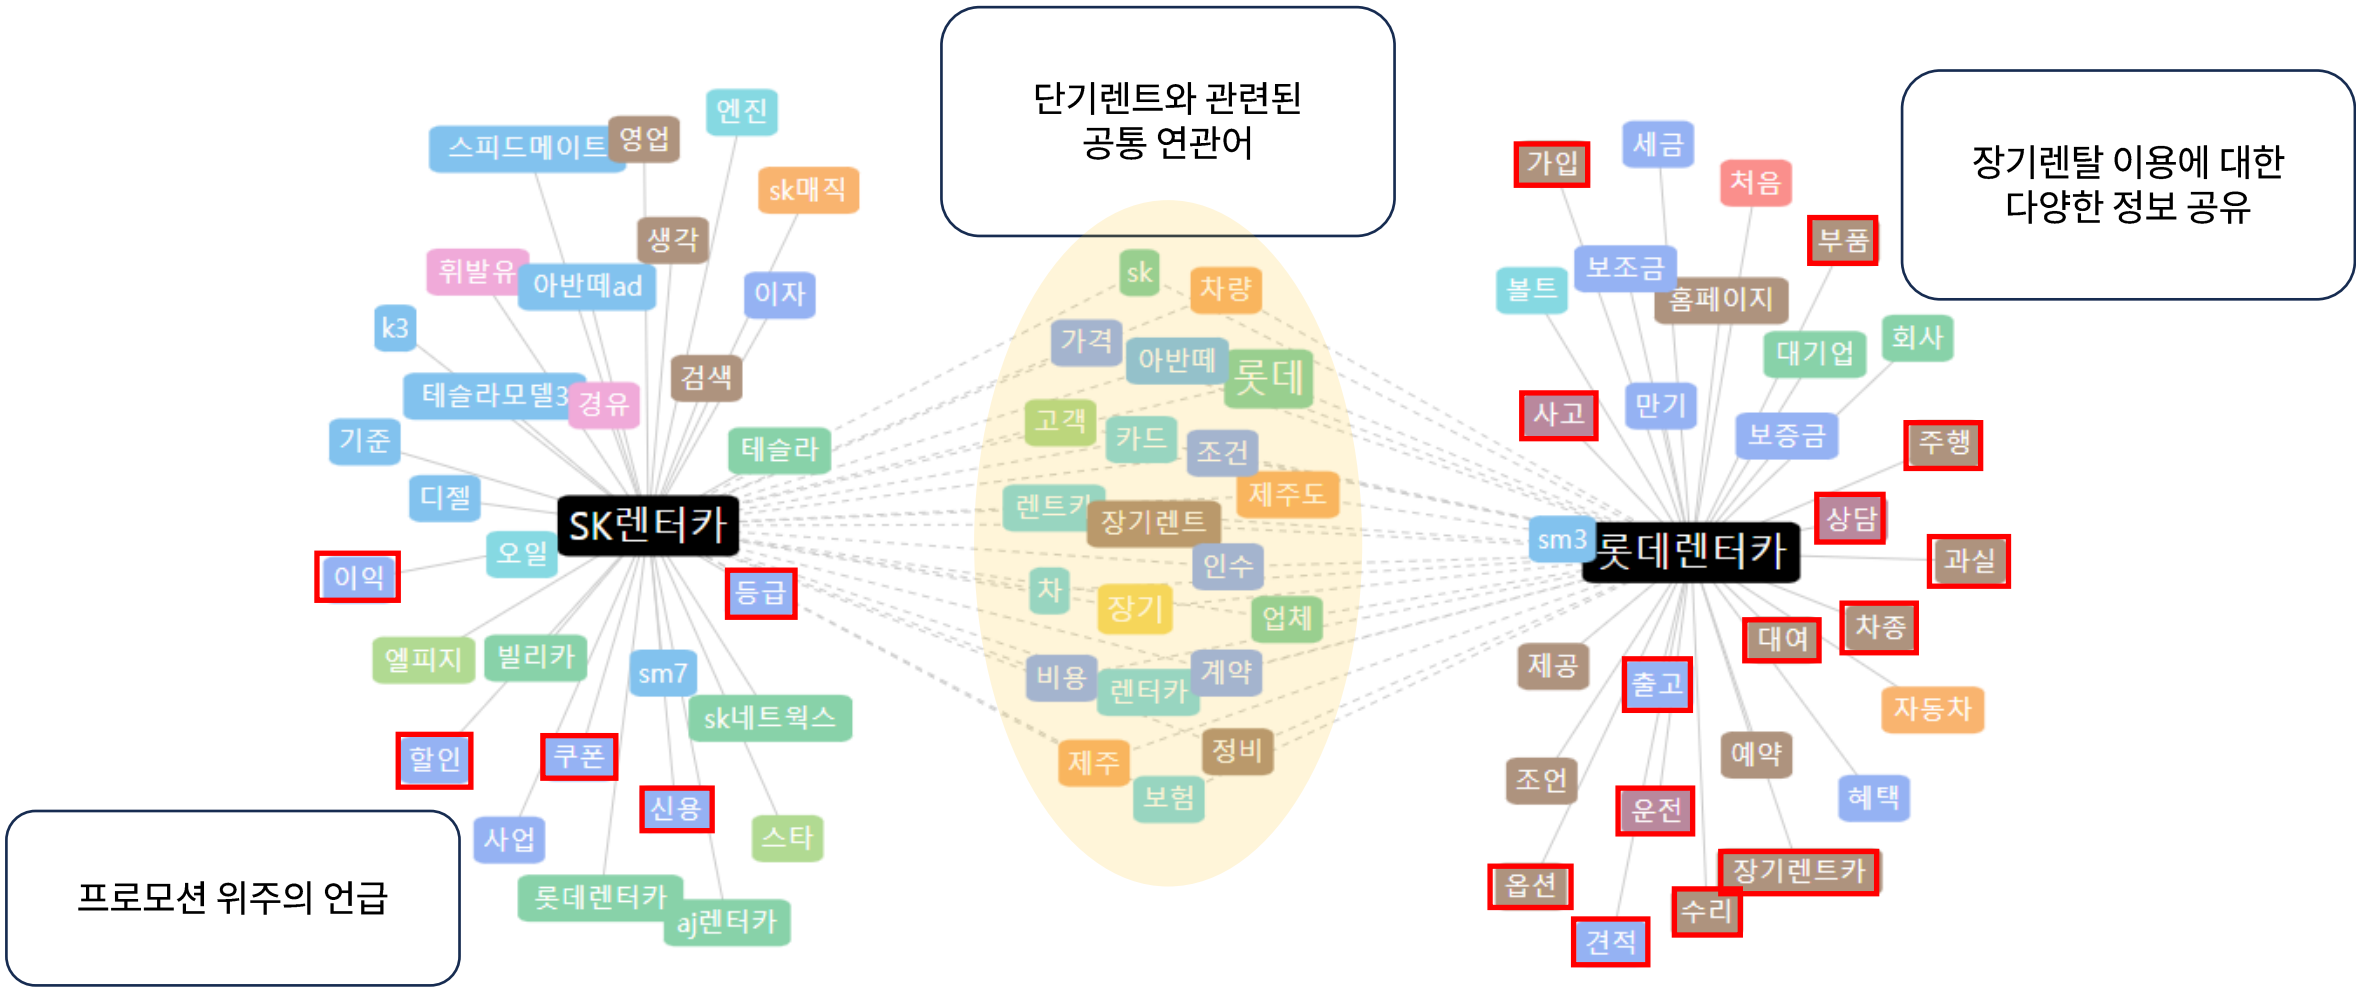 단기렌트와 관련된
공통 연관어
장기렌탈 이용에 대한
다양한 정보 공유
프로모션 위주의 언급
엔진
스피드메이트
영업
sk매직
생각
휘발유
아반떼ad
이자
k3
검색
테슬라모델3
경유
기준
테슬라
디젤
SK렌터카
오일
이익
등급
엘피지
빌리카
sm7
sk네트웍스
할인
쿠폰
신용
사업
스타
롯데렌터카
aj렌터카
sk
차량
가격
아반떼
롯데
고객
카드
조건
제주도
렌트카
장기렌트
인수
차
장기
업체
비용
계약
렌터카
정비
제주
보험
세금
가입
처음
부품
보조금
볼트
홈페이지
대기업
회사
만기
사고
보증금
주행
상담
sm3
롯데렌터카
과실
차종
대여
제공
출고
자동차
예약
조언
혜택
운전
장기렌트카
옵션
수리
견적